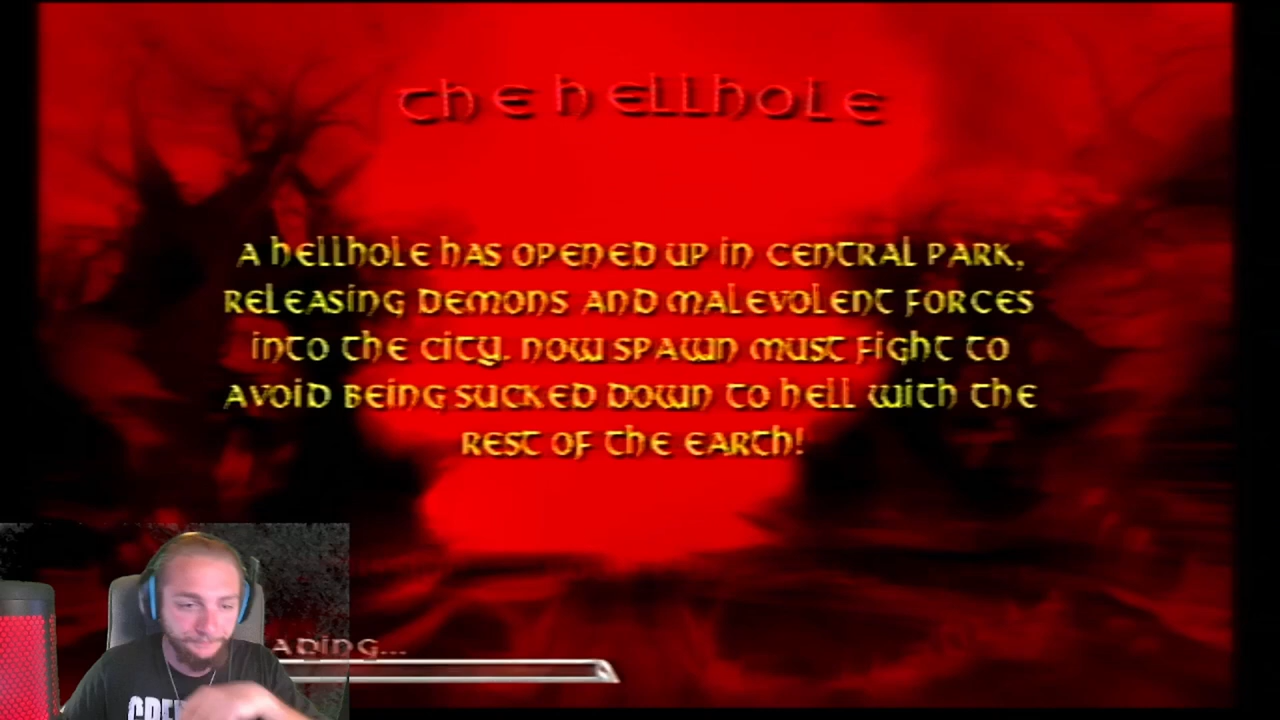 THE HELLHOLE
A HELLHOLE HAS OPENED UP IN CENTRAL PARK,
RELEASING DEMONS AND MALEVOLENT FORCES
INTO THE CITY. NOW SPAWN MUST FIGHT TO
AVOID BEING SUCKED DOWN TO HELL WITH THE
REST OF THE EARTH!
ADING...